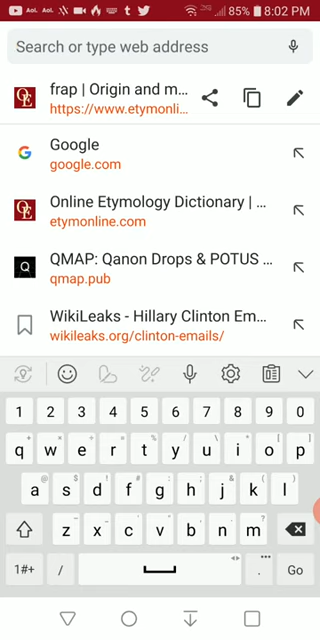 AOL. AOL. 85% 8:02 PM
Search or type web address
frap | Origin and m...
https://www.etymonli...
Google
google.com
Online Etymology Dictionary | ...
etymonline.com
QMAP: Qanon Drops & POTUS ...
qmap.pub
WikiLeaks - Hillary Clinton Em...
wikileaks.org/clinton-emails/
1 2 3 4 5 6 7 8 9 0
q w e r t y u i o p
a s d f g h j k l
z x c v b n m
1#+ / . Go